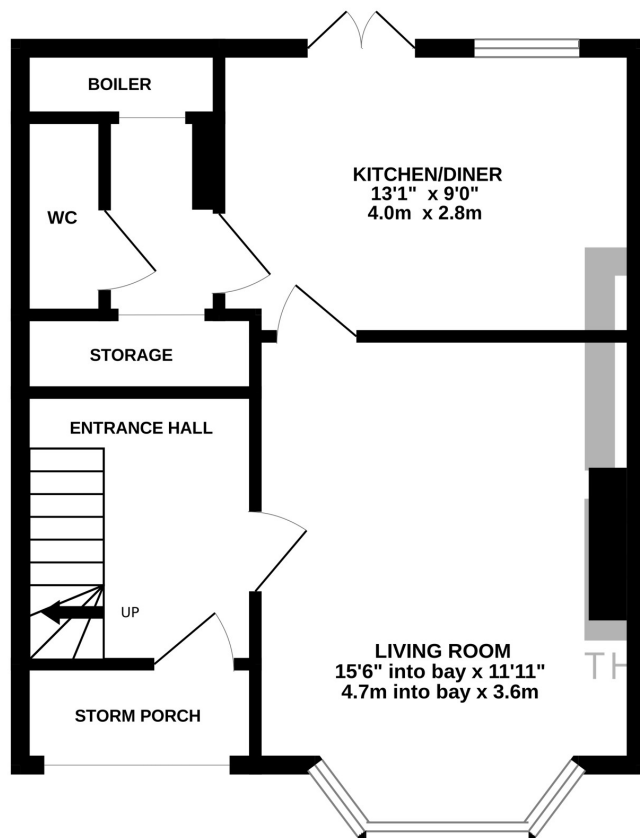 BOILER
KITCHEN/DINER
13'1" x 9'0"
4.0m x 2.8m
WC
STORAGE
ENTRANCE HALL
UP
LIVING ROOM
15'6" into bay x 11'11"
4.7m into bay x 3.6m
TH
STORM PORCH